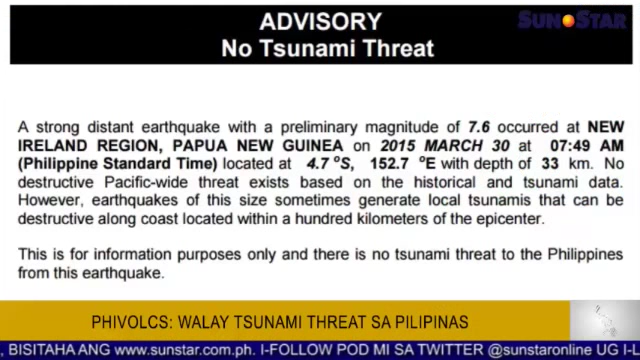 ADVISORY
SUNSTAR
No Tsunami Threat
A strong distant earthquake with a preliminary magnitude of 7.6 occurred at NEW
IRELAND REGION, PAPUA NEW GUINEA on 2015 MARCH 30 at 07:49 AM
(Philippine Standard Time) located at 4.7 ºS, 152.7 ºE with depth of 33 km. No
destructive Pacific-wide threat exists based on the historical and tsunami data.
However, earthquakes of this size sometimes generate local tsunamis that can be
destructive along coast located within a hundred kilometers of the epicenter.
This is for information purposes only and there is no tsunami threat to the Philippines
from this earthquake.
PHIVOLCS: WALAY TSUNAMI THREAT SA PILIPINAS
, BISITAHA ANG www.sunstar.com.ph. I-FOLLOW POD MI SA TWITTER @sunstaronline UG I-L